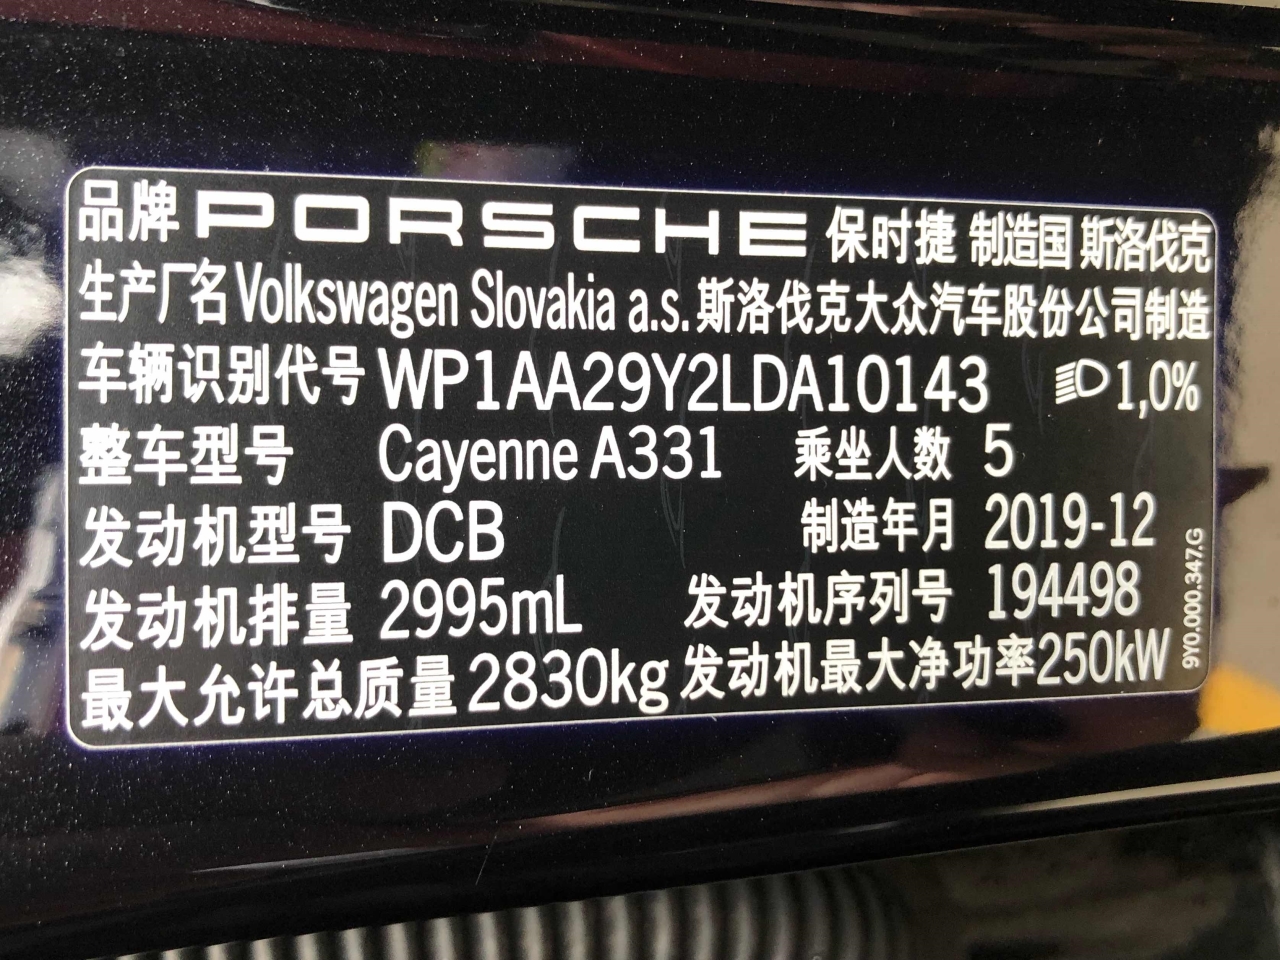 品牌 PORSCHE 保时捷 制造国 斯洛伐克
生产厂名 Volkswagen Slovakia a.s. 斯洛伐克大众汽车股份公司制造
车辆识别代号 WP1AA29Y2LDA10143 1,0%
整车型号 Cayenne A331 乘坐人数 5
发动机型号 DCB 制造年月 2019-12
发动机排量 2995mL 发动机序列号 194498
最大允许总质量 2830kg 发动机最大净功率 250kW
9Y0.000.347.G